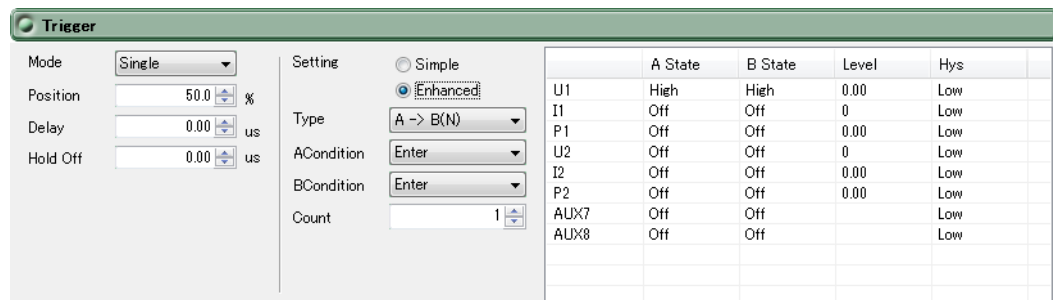 Trigger
Mode Single
Position 50.0 %
Delay 0.00 us
Hold Off 0.00 us
Setting Simple
Enhanced
Type A -> B(N)
ACondition Enter
BCondition Enter
Count 1
A State B State Level Hys
U1 High High 0.00 Low
I1 Off Off 0 Low
P1 Off Off 0.00 Low
U2 Off Off 0 Low
I2 Off Off 0.00 Low
P2 Off Off 0.00 Low
AUX7 Off Off Low
AUX8 Off Off Low